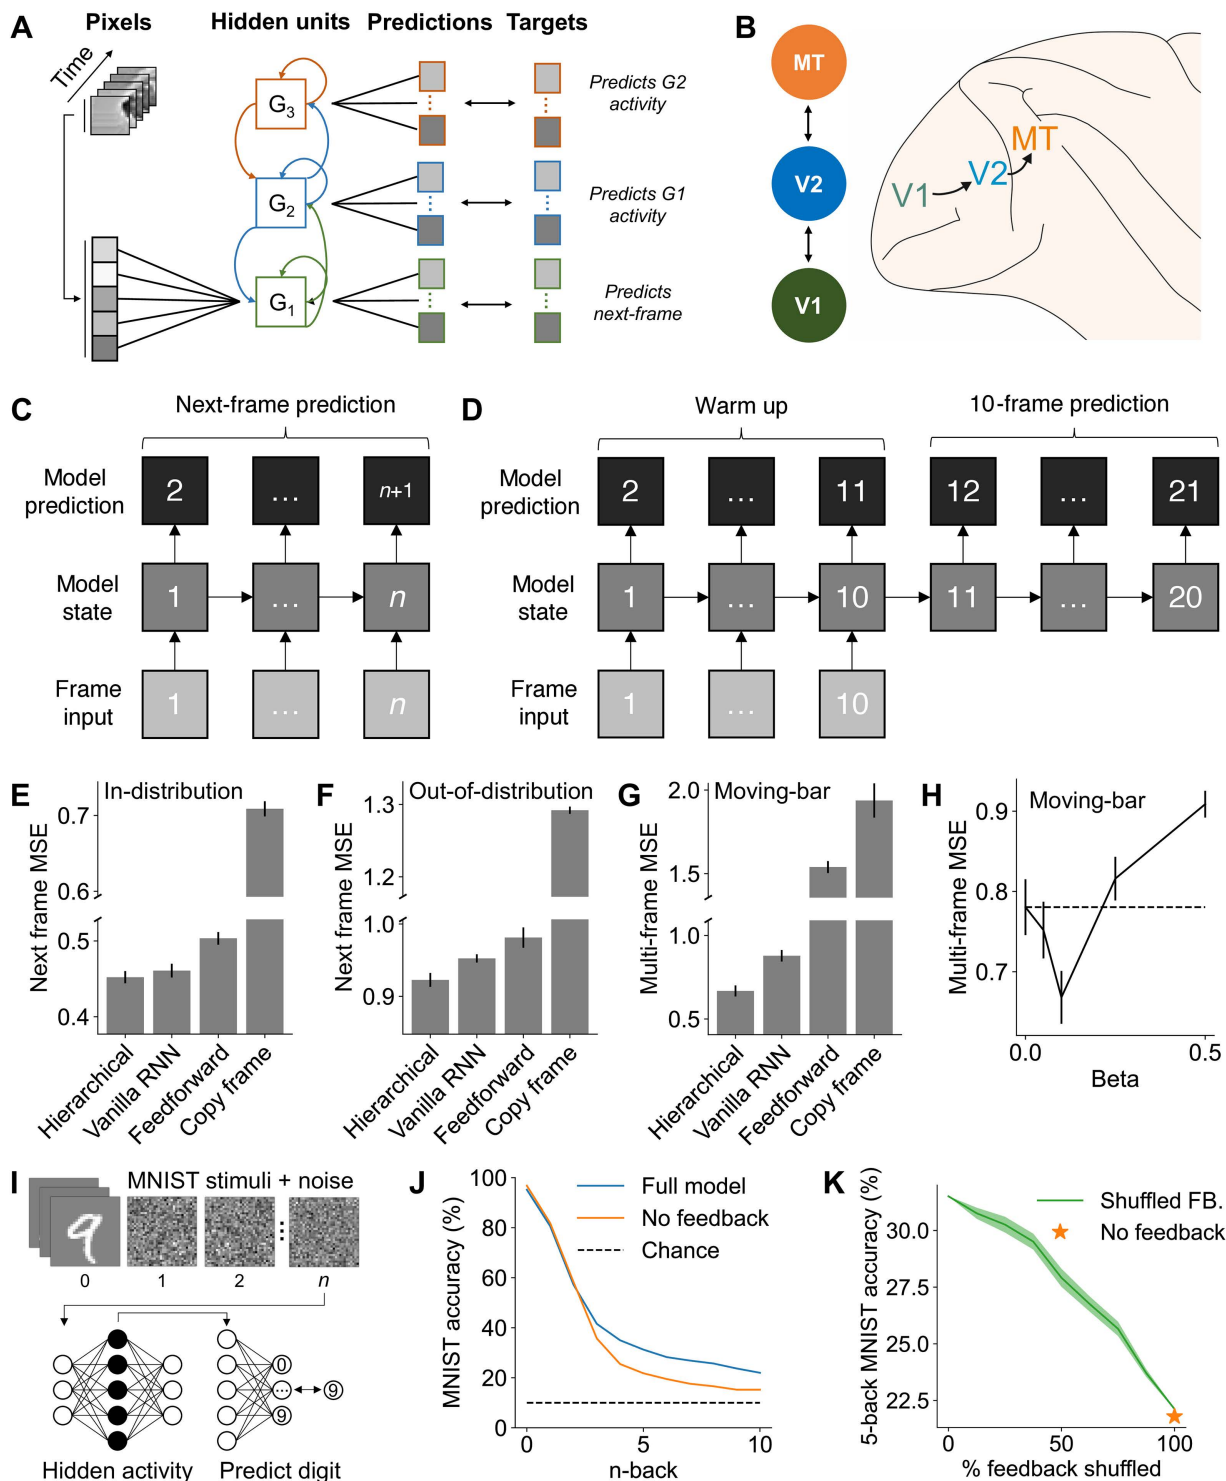 A
Pixels
Hidden units
Predictions
Targets
Time
G3
G2
G1
Predicts G2
activity
Predicts G1
activity
Predicts
next-frame
B
MT
V2
V1
MT
V2
V1
C
Next-frame prediction
Model
prediction
2
...
n+1
Model
state
1
...
n
Frame
input
1
...
n
D
Warm up
10-frame prediction
Model
prediction
2
...
11
12
...
21
Model
state
1
...
10
11
...
20
Frame
input
1
...
10
E
In-distribution
Next frame MSE
0.7
0.6
0.5
0.4
Hierarchical
Vanilla RNN
Feedforward
Copy frame
F
Out-of-distribution
Next frame MSE
1.3
1.2
1.0
0.9
Hierarchical
Vanilla RNN
Feedforward
Copy frame
G
Moving-bar
Multi-frame MSE
2.0
1.5
1.0
0.5
Hierarchical
Vanilla RNN
Feedforward
Copy frame
H
Moving-bar
Multi-frame MSE
0.9
0.8
0.7
0.0
0.5
Beta
I
MNIST stimuli + noise
0
1
2
n
0
...
9
9
Hidden activity
Predict digit
J
MNIST accuracy (%)
100
80
60
40
20
0
Full model
No feedback
Chance
0
5
10
n-back
K
5-back MNIST accuracy (%)
30.0
27.5
25.0
22.5
Shuffled FB.
No feedback
0
50
100
% feedback shuffled